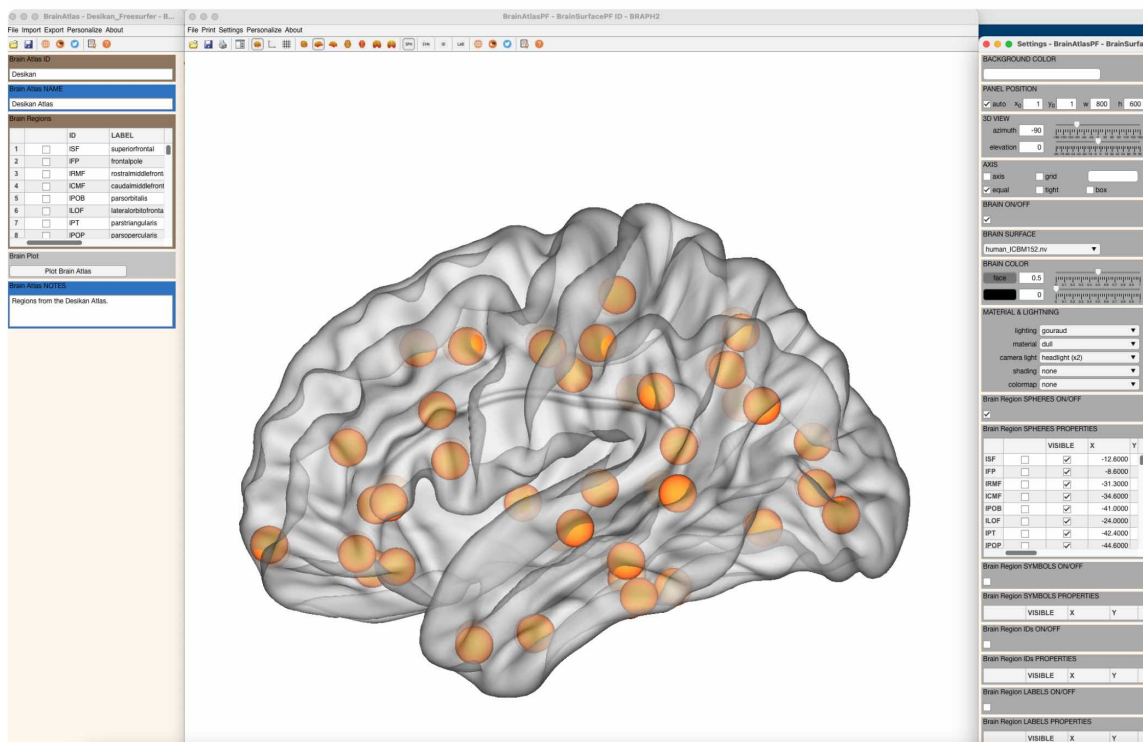 BrainAtlas - Desikan_Freesurfer - B...
File Import Export Personalize About
Brain Atlas ID
Desikan
Brain Atlas NAME
Desikan Atlas
Brain Regions
ID LABEL
1 lSF superiorfrontal
2 lFP frontalpole
3 lRMF rostralmiddlefront
4 lCMF caudalmiddlefront
5 lPOB parsorbitalis
6 lLOF lateralorbitofronta
7 lPT parstriangularis
8 lPOP parsopercularis
Brain Plot
Plot Brain Atlas
Brain Atlas NOTES
Regions from the Desikan Atlas.
BrainAtlasPF - BrainSurfacePF ID - BRAPH2
File Print Settings Personalize About
SPH SYM ID LAB
Settings - BrainAtlasPF - BrainSurfa
BACKGROUND COLOR
PANEL POSITION
auto x0 1 y0 1 w 800 h 600
3D VIEW
azimuth -90
elevation 0
AXIS
axis grid
equal tight box
BRAIN ON/OFF
BRAIN SURFACE
human_ICBM152.nv
BRAIN COLOR
face 0.5
0
MATERIAL & LIGHTNING
lighting gouraud
material dull
camera light headlight (x2)
shading none
colormap none
Brain Region SPHERES ON/OFF
Brain Region SPHERES PROPERTIES
VISIBLE X Y
lSF -12.6000
lFP -8.6000
lRMF -31.3000
lCMF -34.6000
lPOB -41.0000
lLOF -24.0000
lPT -42.4000
lPOP -44.6000
Brain Region SYMBOLS ON/OFF
Brain Region SYMBOLS PROPERTIES
VISIBLE X Y
Brain Region IDs ON/OFF
Brain Region IDs PROPERTIES
VISIBLE X Y
Brain Region LABELS ON/OFF
Brain Region LABELS PROPERTIES
VISIBLE X Y